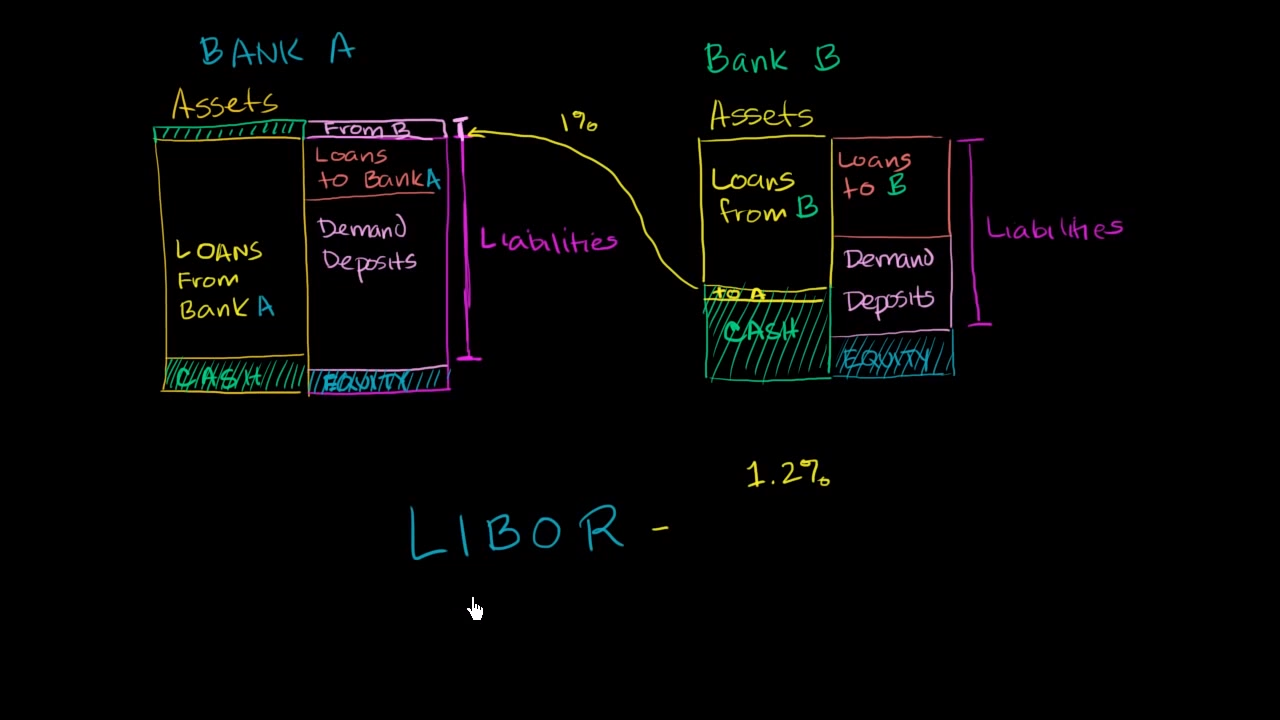 BANK A
Assets
From B
Loans
to Bank A
Demand
Deposits
LOANS
From
Bank A
CASH
EQUITY
Liabilities
1%
Bank B
Assets
Loans
from B
to A
CASH
Loans
to B
Demand
Deposits
EQUITY
Liabilities
1.2%
LIBOR -